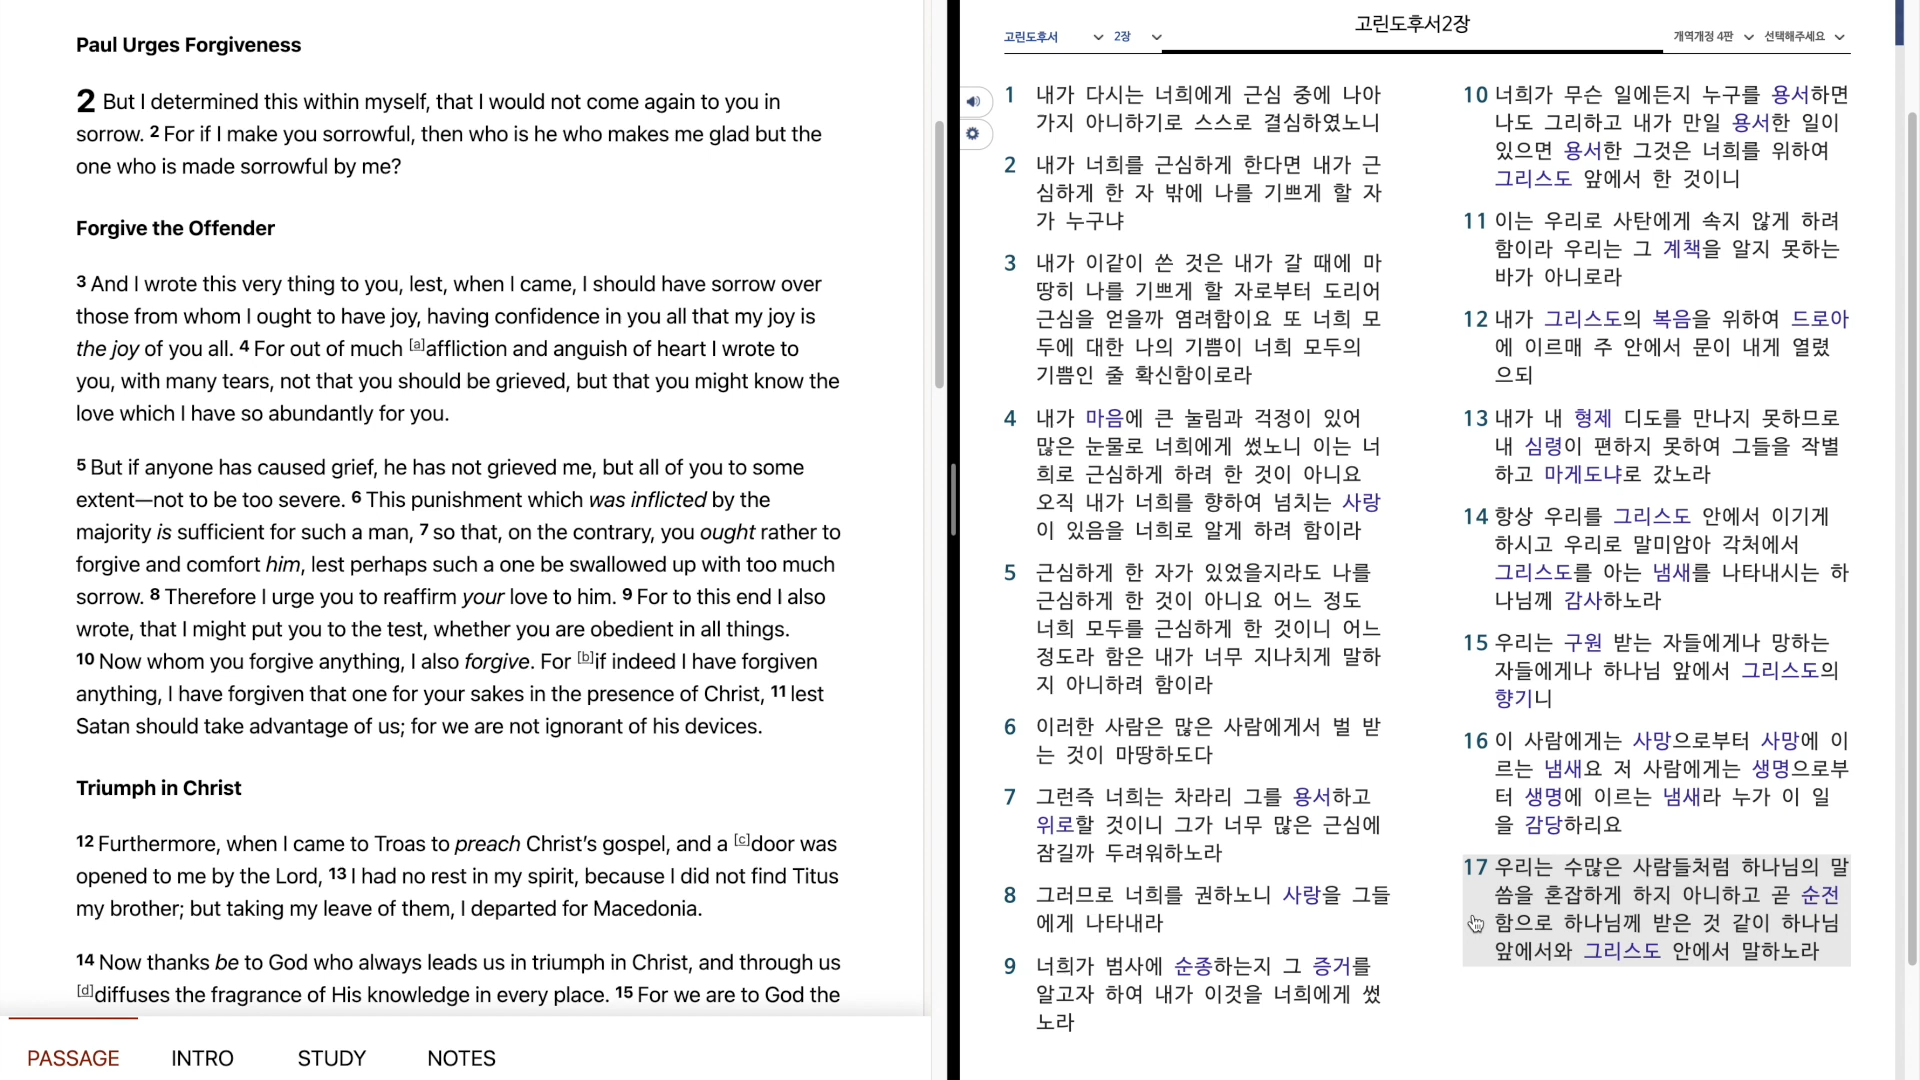 Paul Urges Forgiveness
2 But I determined this within myself, that I would not come again to you in
sorrow. 2 For if I make you sorrowful, then who is he who makes me glad but the
one who is made sorrowful by me?
Forgive the Offender
3 And I wrote this very thing to you, lest, when I came, I should have sorrow over
those from whom I ought to have joy, having confidence in you all that my joy is
the joy of you all. 4 For out of much [a]affliction and anguish of heart I wrote to
you, with many tears, not that you should be grieved, but that you might know the
love which I have so abundantly for you.
5 But if anyone has caused grief, he has not grieved me, but all of you to some
extent—not to be too severe. 6 This punishment which was inflicted by the
majority is sufficient for such a man, 7 so that, on the contrary, you ought rather to
forgive and comfort him, lest perhaps such a one be swallowed up with too much
sorrow. 8 Therefore I urge you to reaffirm your love to him. 9 For to this end I also
wrote, that I might put you to the test, whether you are obedient in all things.
10 Now whom you forgive anything, I also forgive. For [b]if indeed I have forgiven
anything, I have forgiven that one for your sakes in the presence of Christ, 11 lest
Satan should take advantage of us; for we are not ignorant of his devices.
Triumph in Christ
12 Furthermore, when I came to Troas to preach Christ's gospel, and a [c]door was
opened to me by the Lord, 13 I had no rest in my spirit, because I did not find Titus
my brother; but taking my leave of them, I departed for Macedonia.
14 Now thanks be to God who always leads us in triumph in Christ, and through us
[d]diffuses the fragrance of His knowledge in every place. 15 For we are to God the
PASSAGE INTRO STUDY NOTES
고린도후서2장
고린도후서 2장 개역개정 4판 선택해주세요
1 내가 다시는 너희에게 근심 중에 나아
가지 아니하기로 스스로 결심하였노니
2 내가 너희를 근심하게 한다면 내가 근
심하게 한 자 밖에 나를 기쁘게 할 자
가 누구냐
3 내가 이같이 쓴 것은 내가 갈 때에 마
땅히 나를 기쁘게 할 자로부터 도리어
근심을 얻을까 염려함이요 또 너희 모
두에 대한 나의 기쁨이 너희 모두의
기쁨인 줄 확신함이로라
4 내가 마음에 큰 눌림과 걱정이 있어
많은 눈물로 너희에게 썼노니 이는 너
희로 근심하게 하려 한 것이 아니요
오직 내가 너희를 향하여 넘치는 사랑
이 있음을 너희로 알게 하려 함이라
5 근심하게 한 자가 있었을지라도 나를
근심하게 한 것이 아니요 어느 정도
너희 모두를 근심하게 한 것이니 어느
정도라 함은 내가 너무 지나치게 말하
지 아니하려 함이라
6 이러한 사람은 많은 사람에게서 벌 받
는 것이 마땅하도다
7 그런즉 너희는 차라리 그를 용서하고
위로할 것이니 그가 너무 많은 근심에
잠길까 두려워하노라
8 그러므로 너희를 권하노니 사랑을 그들
에게 나타내라
9 너희가 범사에 순종하는지 그 증거를
알고자 하여 내가 이것을 너희에게 썼
노라
10 너희가 무슨 일에든지 누구를 용서하면
나도 그리하고 내가 만일 용서한 일이
있으면 용서한 그것은 너희를 위하여
그리스도 앞에서 한 것이니
11 이는 우리로 사탄에게 속지 않게 하려
함이라 우리는 그 계책을 알지 못하는
바가 아니로라
12 내가 그리스도의 복음을 위하여 드로아
에 이르매 주 안에서 문이 내게 열렸
으되
13 내가 내 형제 디도를 만나지 못하므로
내 심령이 편하지 못하여 그들을 작별
하고 마게도냐로 갔노라
14 항상 우리를 그리스도 안에서 이기게
하시고 우리로 말미암아 각처에서
그리스도를 아는 냄새를 나타내시는 하
나님께 감사하노라
15 우리는 구원 받는 자들에게나 망하는
자들에게나 하나님 앞에서 그리스도의
향기니
16 이 사람에게는 사망으로부터 사망에 이
르는 냄새요 저 사람에게는 생명으로부
터 생명에 이르는 냄새라 누가 이 일
을 감당하리요
17 우리는 수많은 사람들처럼 하나님의 말
씀을 혼잡하게 하지 아니하고 곧 순전
함으로 하나님께 받은 것 같이 하나님
앞에서와 그리스도 안에서 말하노라